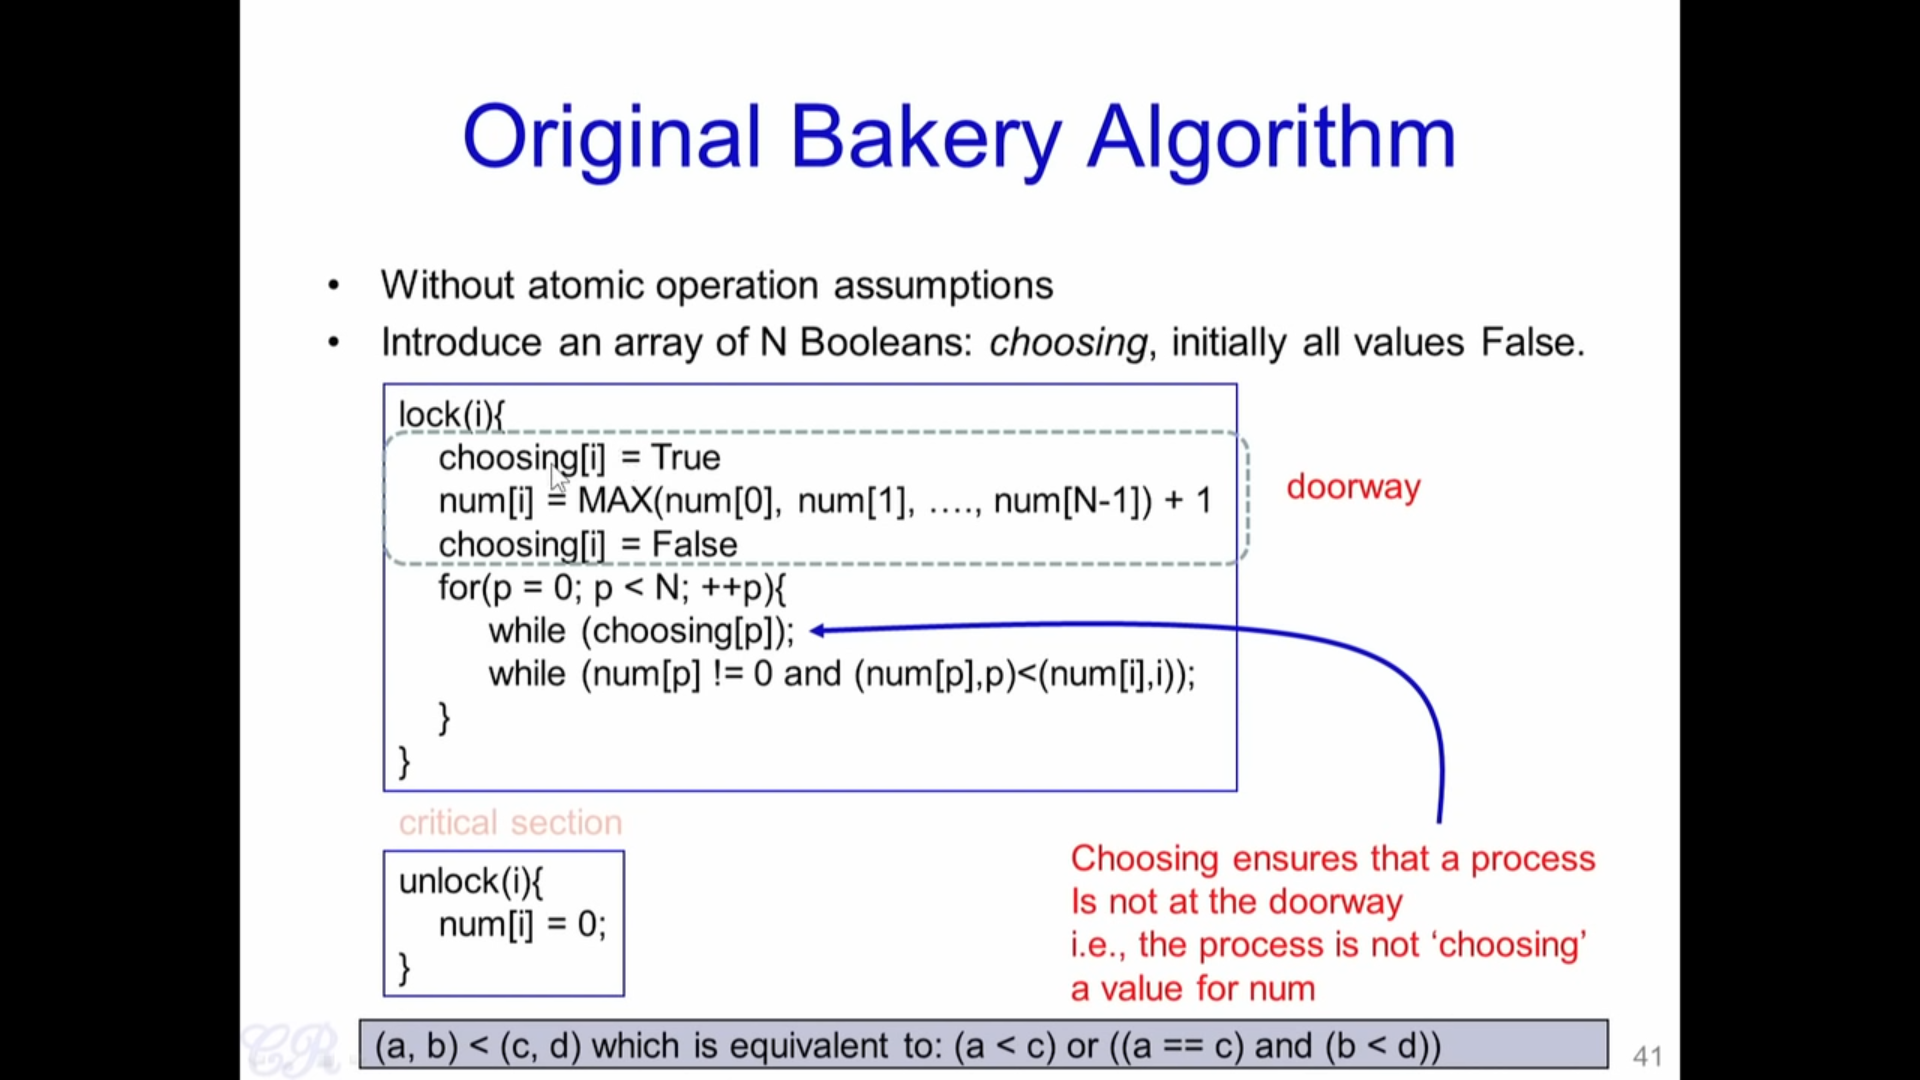 Original Bakery Algorithm
• Without atomic operation assumptions
• Introduce an array of N Booleans: choosing, initially all values False.
lock(i){
choosing[i] = True
num[i] = MAX(num[0], num[1], …., num[N-1]) + 1
choosing[i] = False
doorway
for(p = 0; p < N; ++p){
while (choosing[p]);
while (num[p] != 0 and (num[p],p)<(num[i],i));
}
}
critical section
unlock(i){
num[i] = 0;
}
Choosing ensures that a process
Is not at the doorway
i.e., the process is not ‘choosing’
a value for num
CR
(a, b) < (c, d) which is equivalent to: (a < c) or ((a == c) and (b < d))
41